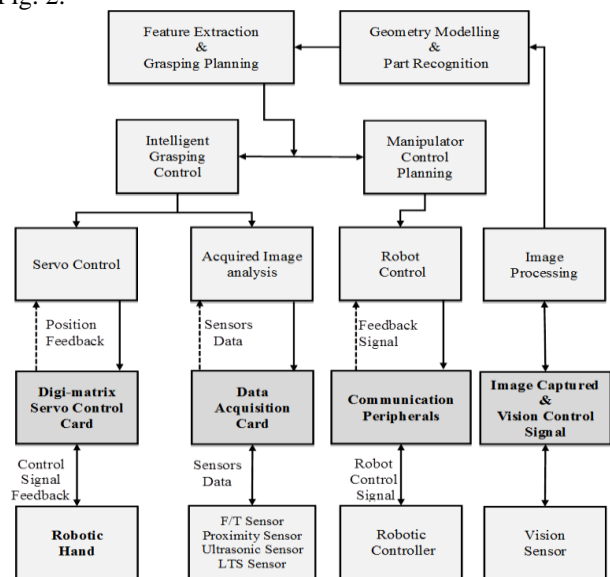 Fig. 2.
Feature Extraction
&
Grasping Planning
Geometry Modelling
&
Part Recognition
Intelligent
Grasping
Control
Manipulator
Control
Planning
Servo Control
Acquired Image
analysis
Robot
Control
Image
Processing
Position
Feedback
Sensors
Data
Feedback
Signal
Digi-matrix
Servo Control
Card
Data
Acquisition
Card
Communication
Peripherals
Image Captured
&
Vision Control
Signal
Control
Signal
Feedback
Sensors
Data
Robot
Control
Signal
Robotic
Hand
F/T Sensor
Proximity Sensor
Ultrasonic Sensor
LTS Sensor
Robotic
Controller
Vision
Sensor